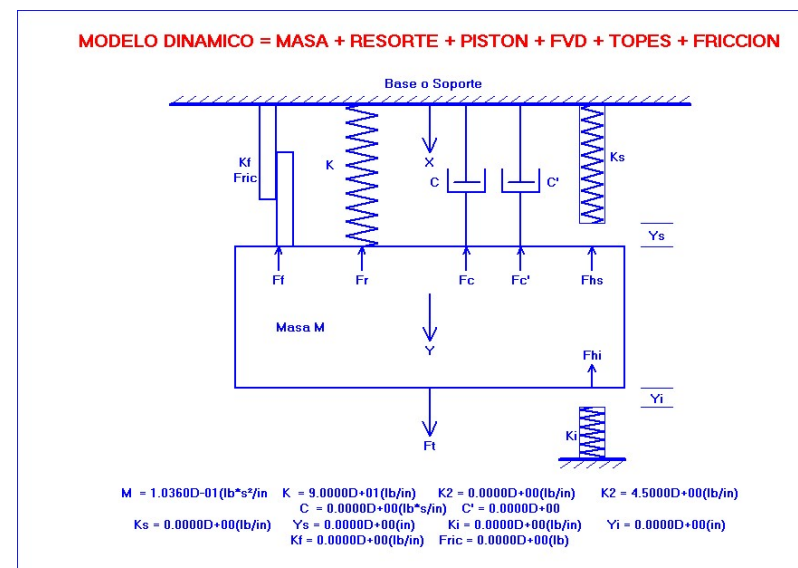 MODELO DINAMICO = MASA + RESORTE + PISTON + FVD + TOPES + FRICCION
Base o Soporte
Kf
Fric
K
X
C
C'
Ks
Ys
Ff
Fr
Fc
Fc'
Fhs
Masa M
Y
Fhi
Yi
Ft
Ki
M = 1.0360D-01(lb*s²/in K = 9.0000D+01(lb/in) K2 = 0.0000D+00(lb/in) K2 = 4.5000D+00(lb/in)
C = 0.0000D+00(lb*s/in) C' = 0.0000D+00
Ks = 0.0000D+00(lb/in) Ys = 0.0000D+00(in) Ki = 0.0000D+00(lb/in) Yi = 0.0000D+00(in)
Kf = 0.0000D+00(lb/in) Fric = 0.0000D+00(lb)